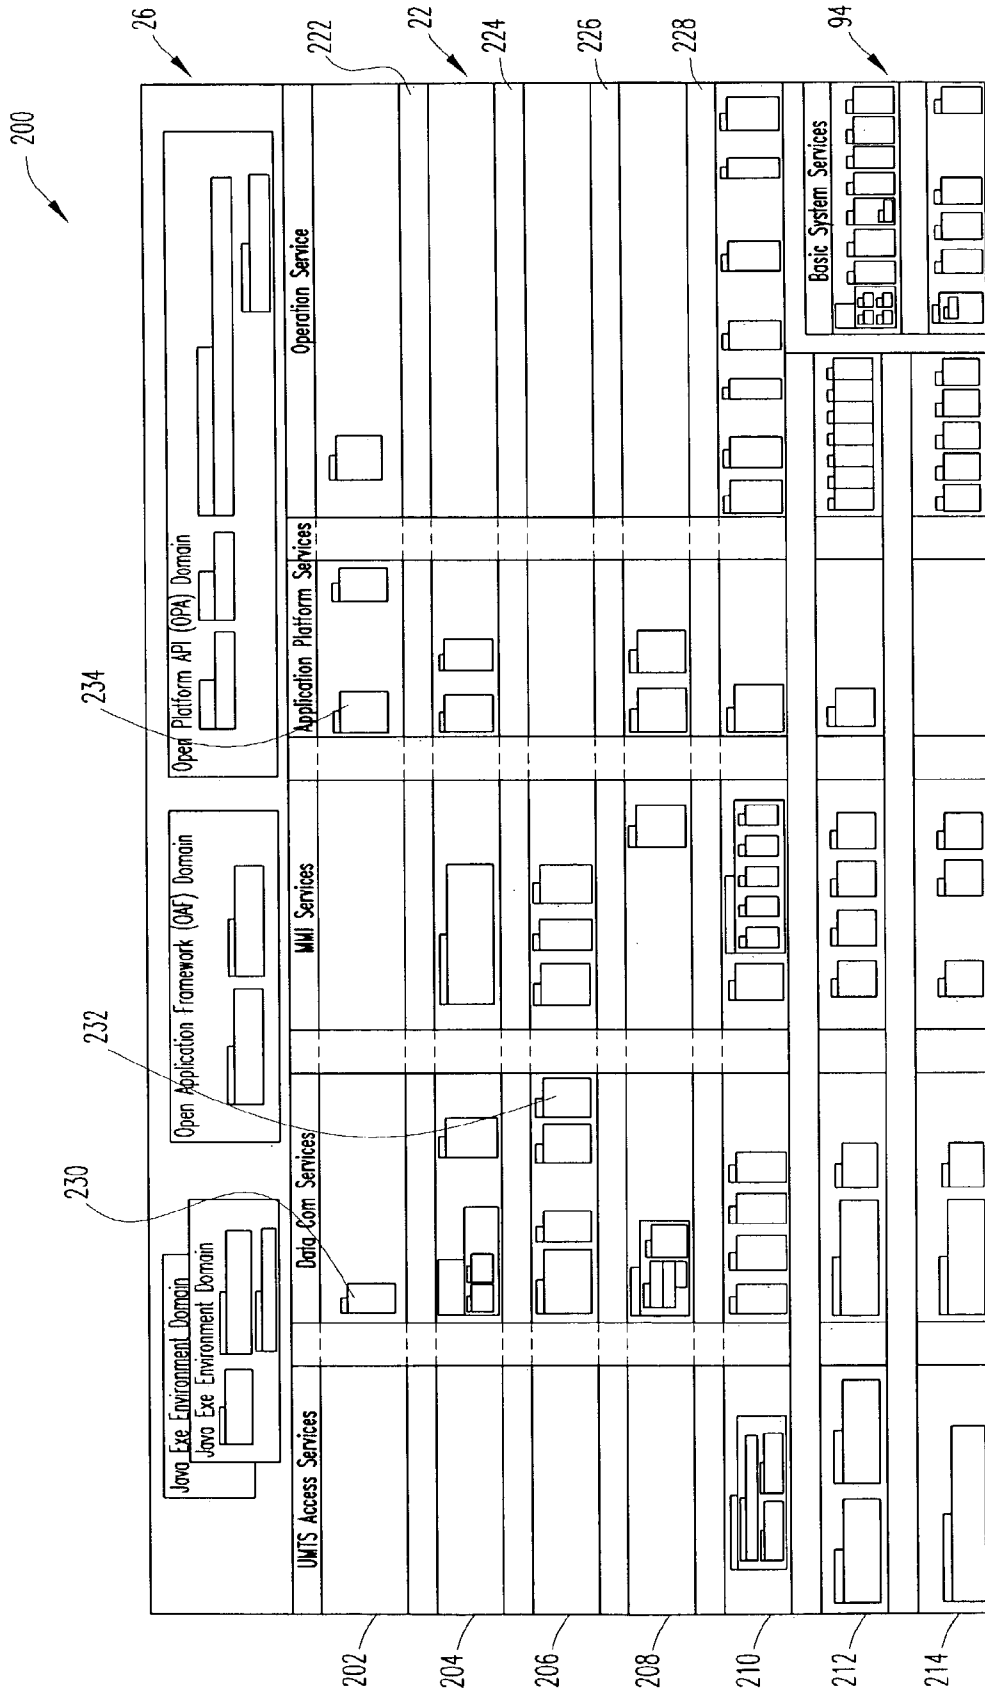 200
26
222
22
224
226
228
94
Java Exe Environment Domain
Java Exe Environment Domain
230
Open Application Framework (OAF) Domain
232
Open Platform API (OPA) Domain
234
UMTS Access Services
Data Com Services
MMI Services
Application Platform Services
Operation Service
Basic System Services
202
204
206
208
210
212
214